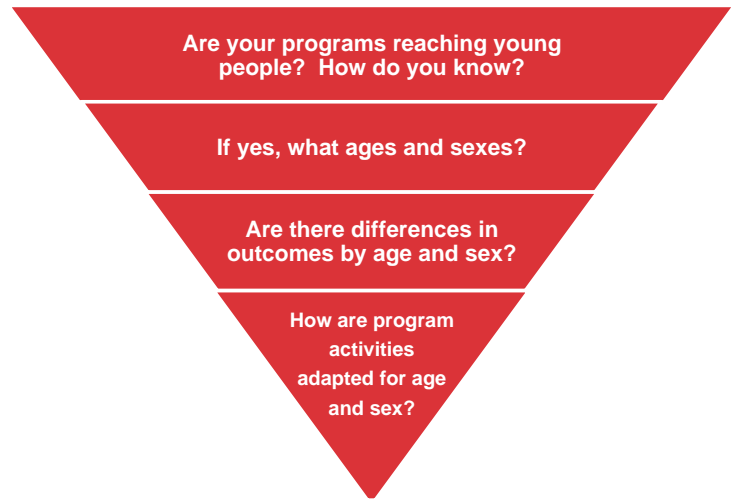 Are your programs reaching young
people?  How do you know?
If yes, what ages and sexes?
Are there differences in
outcomes by age and sex?
How are program
activities
adapted for age
and sex?